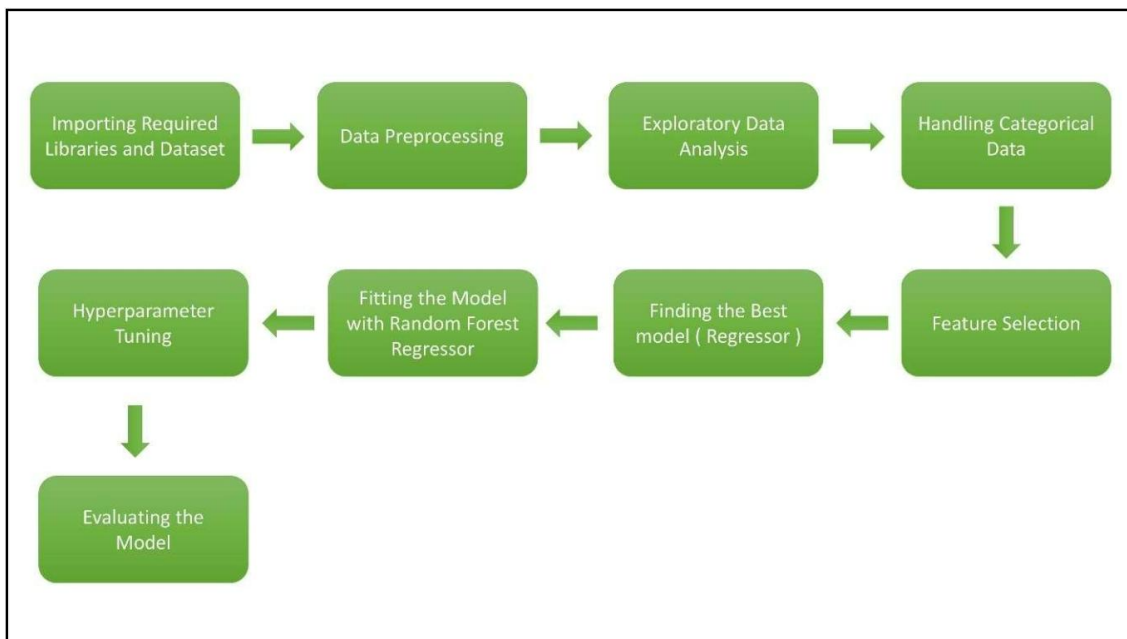 Importing Required
Libraries and Dataset
Data Preprocessing
Exploratory Data
Analysis
Handling Categorical
Data
Feature Selection
Finding the Best
model ( Regressor )
Fitting the Model
with Random Forest
Regressor
Hyperparameter
Tuning
Evaluating the
Model